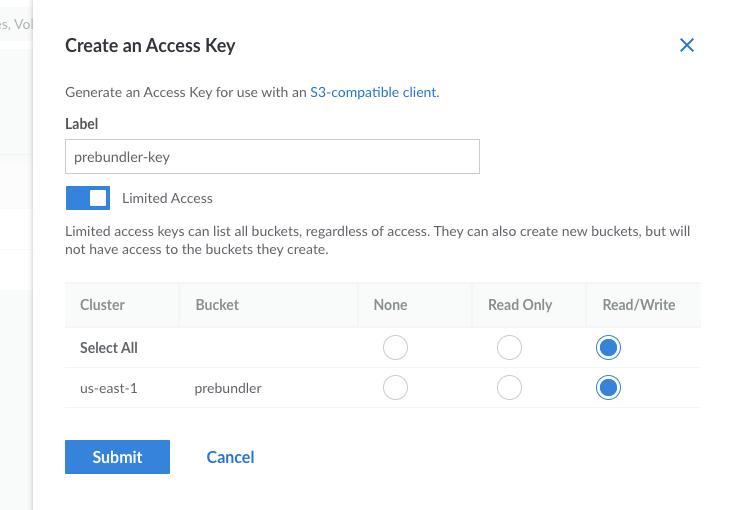 es, Vol
Create an Access Key
Generate an Access Key for use with an S3-compatible client.
Label
prebundler-key
Limited Access
Limited access keys can list all buckets, regardless of access. They can also create new buckets, but will
not have access to the buckets they create.
Cluster Bucket None Read Only Read/Write
Select All
us-east-1 prebundler
Submit Cancel